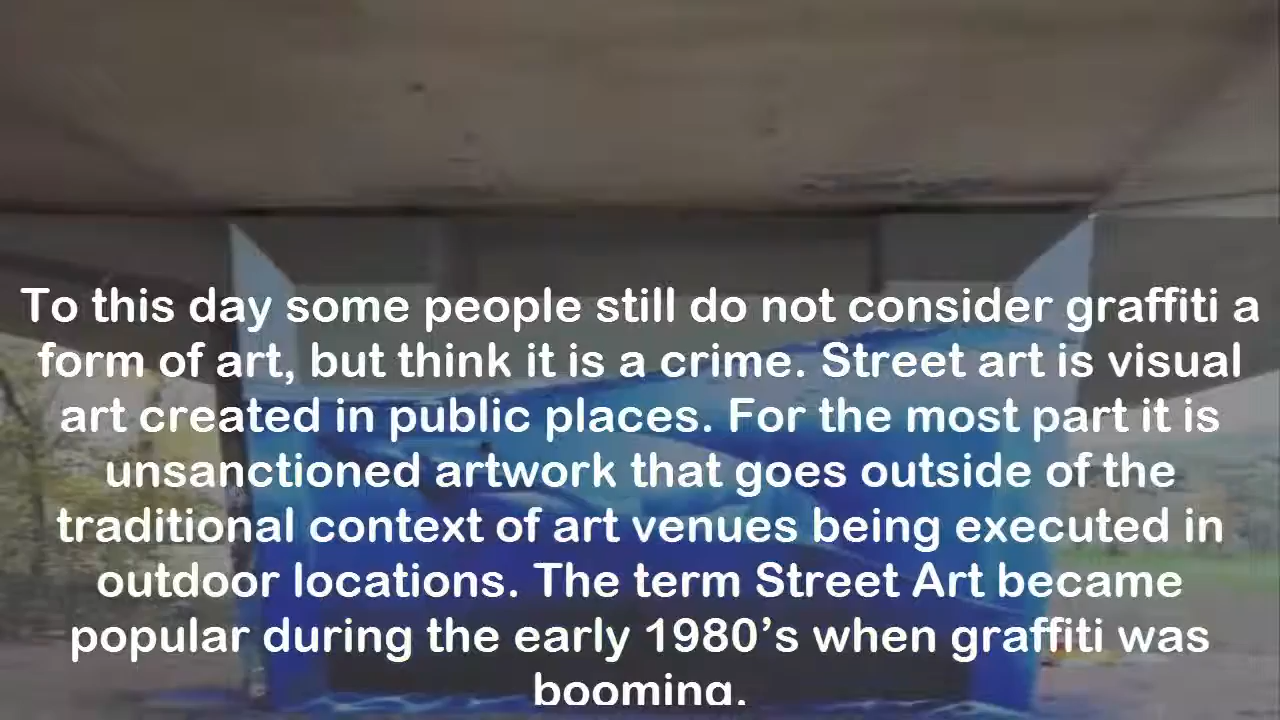 To this day some people still do not consider graffiti a
form of art, but think it is a crime. Street art is visual
art created in public places. For the most part it is
unsanctioned artwork that goes outside of the
traditional context of art venues being executed in
outdoor locations. The term Street Art became
popular during the early 1980’s when graffiti was
booming.